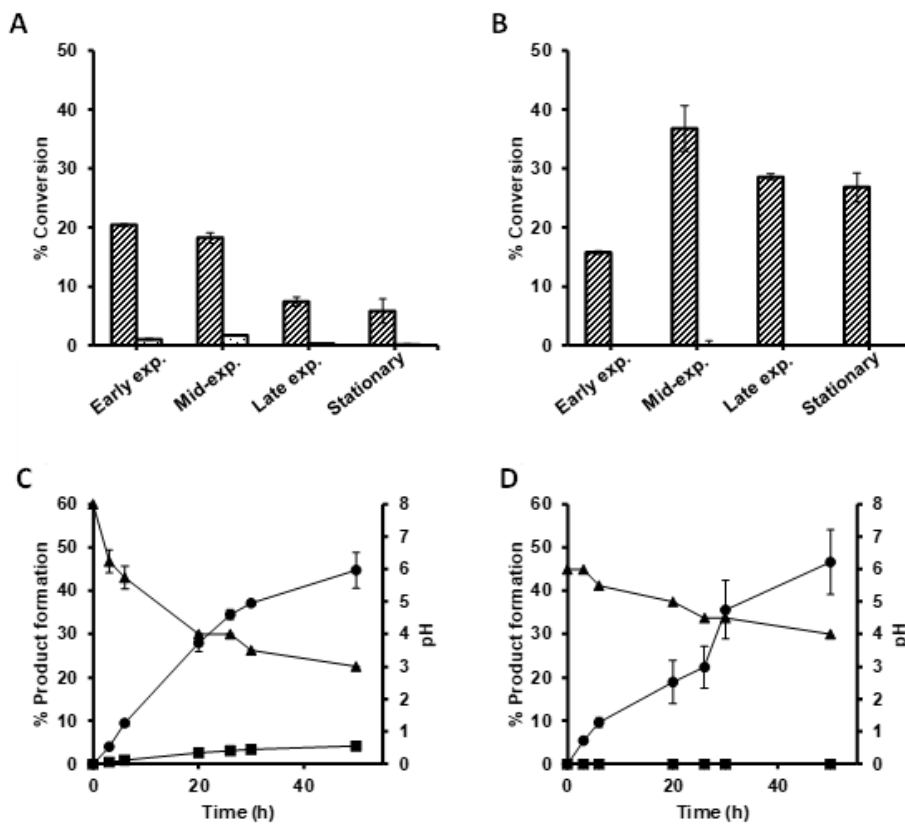 A
50
40
30
20
10
0
% Conversion
Early exp.
Mid-exp.
Late exp.
Stationary
B
50
40
30
20
10
0
% Conversion
Early exp.
Mid-exp.
Late exp.
Stationary
C
60
50
40
30
20
10
0
% Product formation
8
7
6
5
4
3
2
1
0
pH
0
20
40
Time (h)
D
60
50
40
30
20
10
0
% Product formation
8
7
6
5
4
3
2
1
0
pH
0
20
40
Time (h)